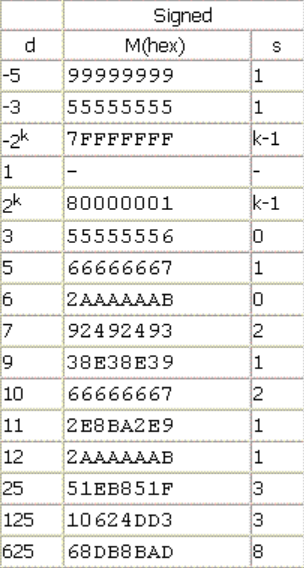 Signed
d M(hex) s
-5 99999999 1
-3 55555555 1
-2k 7FFFFFFF k-1
1 - -
2k 80000001 k-1
3 55555556 0
5 66666667 1
6 2AAAAAAB 0
7 92492493 2
9 38E38E39 1
10 66666667 2
11 2E8BA2E9 1
12 2AAAAAAB 1
25 51EB851F 3
125 10624DD3 3
625 68DB8BAD 8